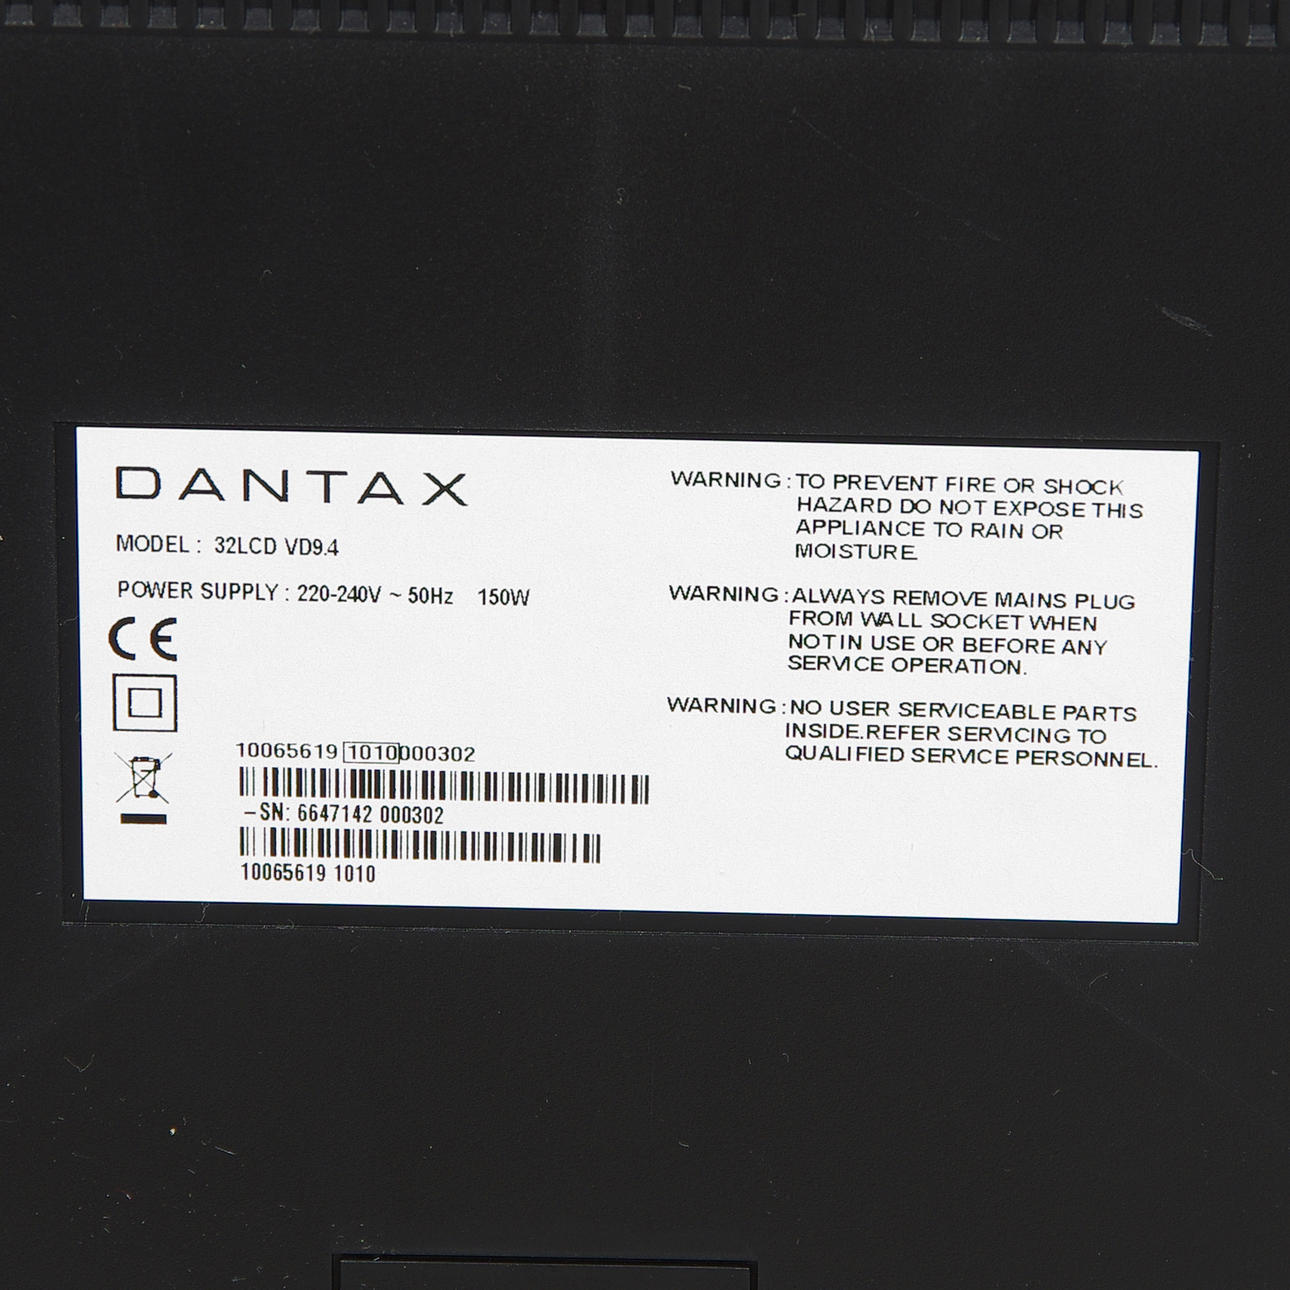 DANTAX
MODEL : 32LCD VD9.4
POWER SUPPLY : 220-240V ~ 50Hz 150W
CE
10065619 1010000302
-SN: 6647142 000302
10065619 1010
WARNING : TO PREVENT FIRE OR SHOCK
HAZARD DO NOT EXPOSE THIS
APPLIANCE TO RAIN OR
MOISTURE.
WARNING : ALWAYS REMOVE MAINS PLUG
FROM WALL SOCKET WHEN
NOT IN USE OR BEFORE ANY
SERVICE OPERATION.
WARNING : NO USER SERVICEABLE PARTS
INSIDE.REFER SERVICING TO
QUALIFIED SERVICE PERSONNEL.